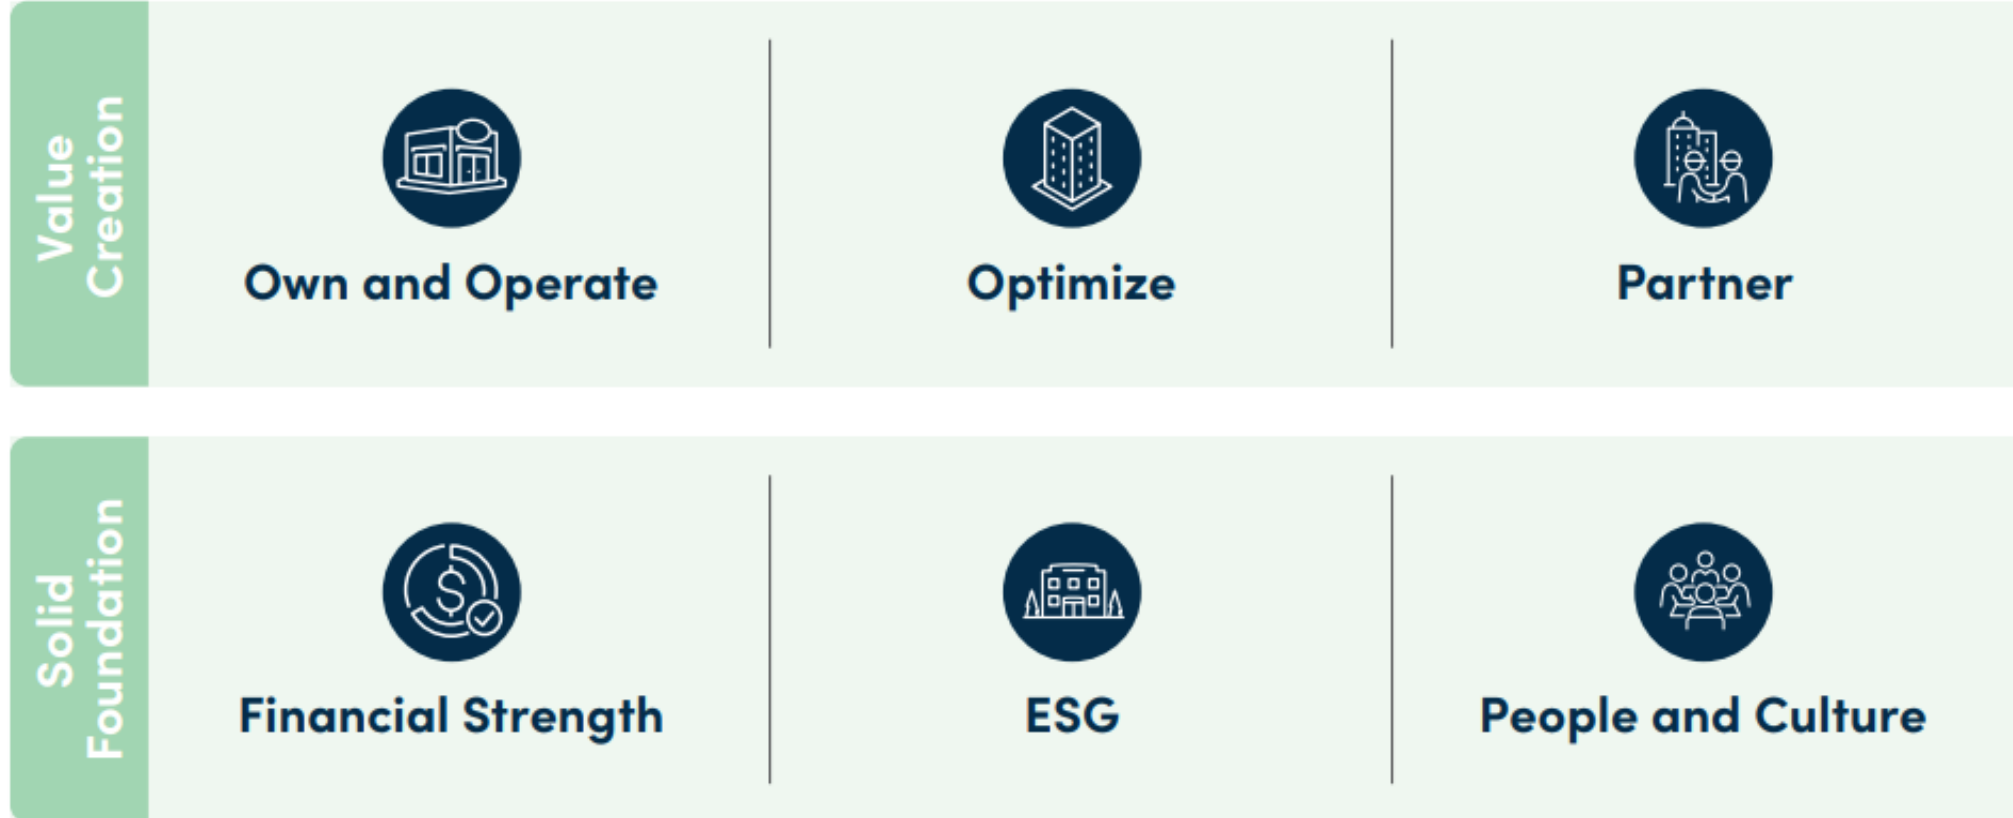 Value
Creation
Own and Operate
Optimize
Partner
Solid
Foundation
Financial Strength
ESG
People and Culture